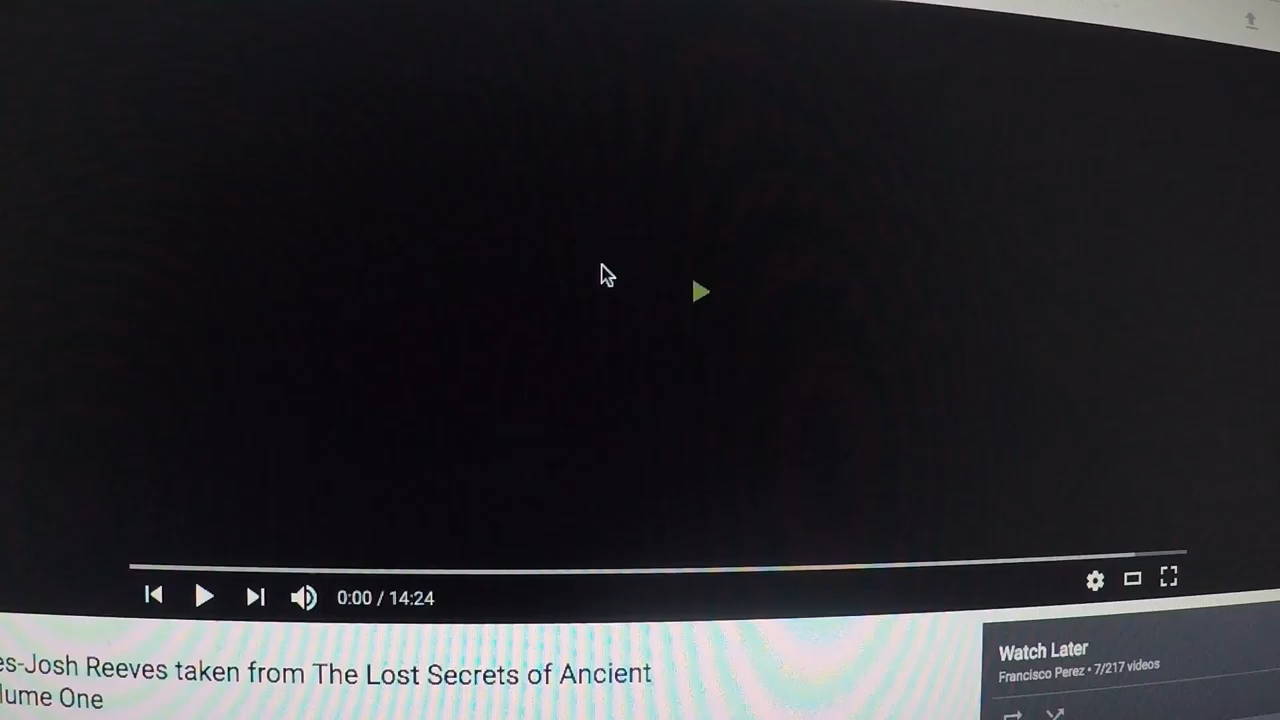 0:00 / 14:24
es-Josh Reeves taken from The Lost Secrets of Ancient
lume One
Watch Later
Francisco Perez • 7/217 videos